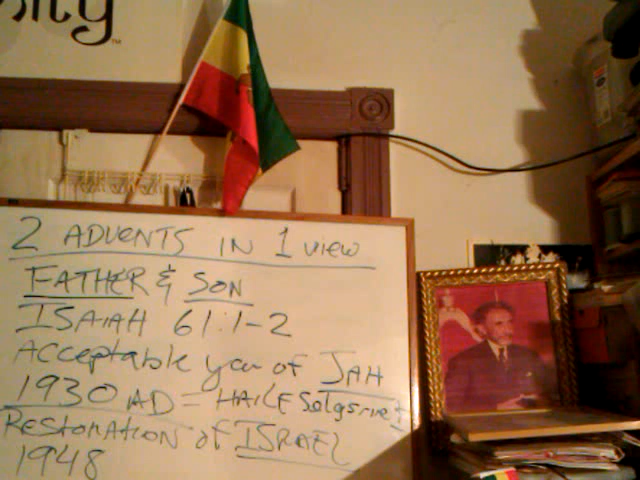 nity™
2 ADVENTS IN 1 view
FATHER & SON
ISAIAH 61:1-2
Acceptable year of JAH
1930 AD = HAILE
RESTORATION of ISRAEL
1948